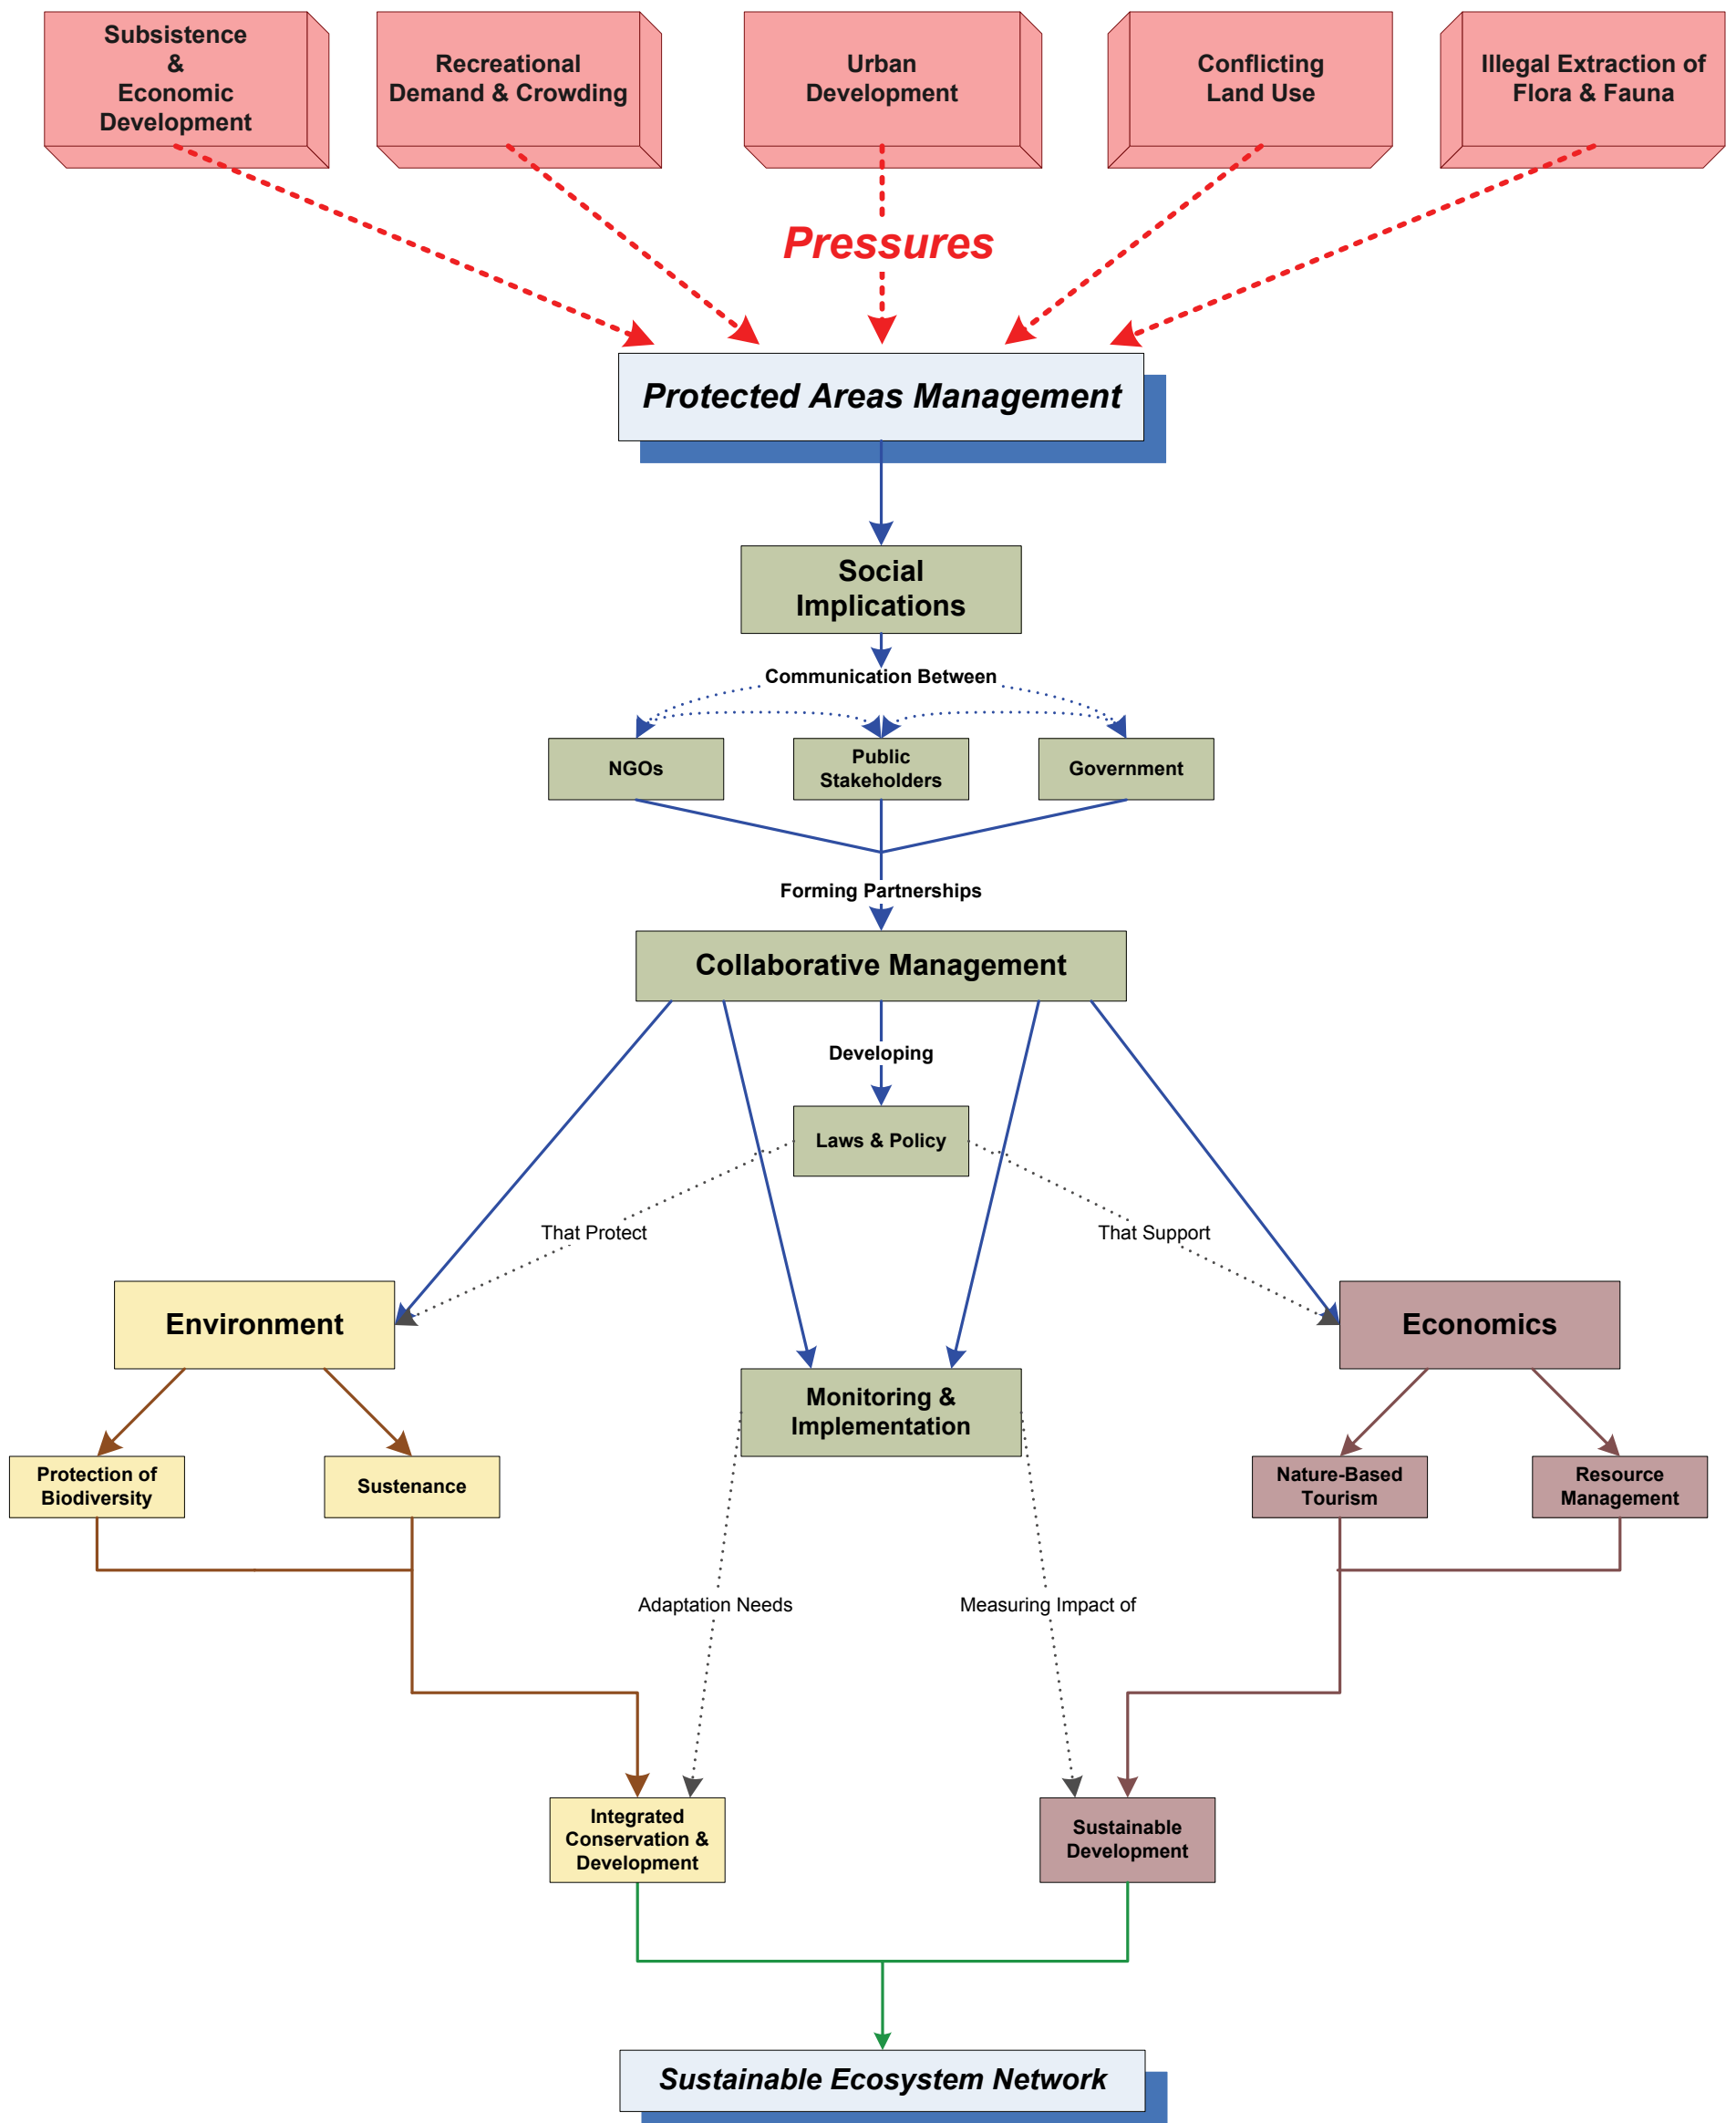 Subsistence
&
Economic
Development
Recreational
Demand & Crowding
Urban
Development
Conflicting
Land Use
Illegal Extraction of
Flora & Fauna
Pressures
Protected Areas Management
Social
Implications
Communication Between
NGOs
Public
Stakeholders
Government
Forming Partnerships
Collaborative Management
Developing
Laws & Policy
That Protect
That Support
Environment
Economics
Monitoring &
Implementation
Protection of
Biodiversity
Sustenance
Nature-Based
Tourism
Resource
Management
Adaptation Needs
Measuring Impact of
Integrated
Conservation &
Development
Sustainable
Development
Sustainable Ecosystem Network